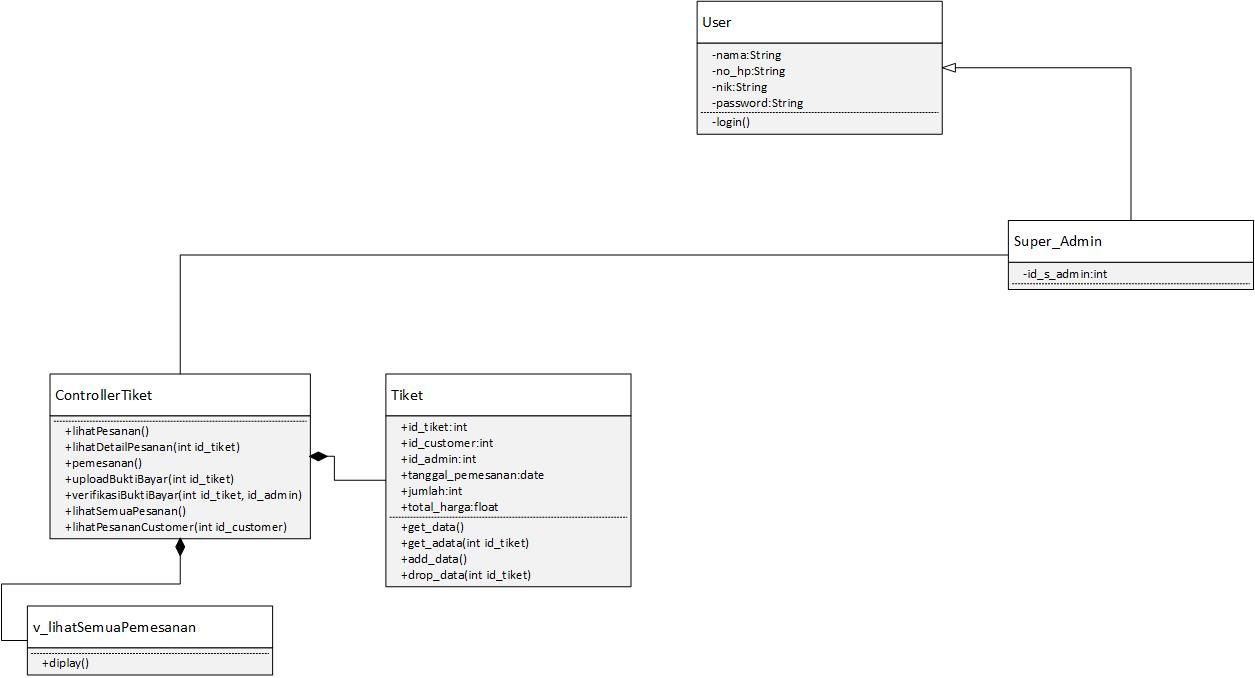 User
-nama:String
-no_hp:String
-nik:String
-password:String
-login()
Super_Admin
-id_s_admin:int
ControllerTiket
+lihatPesanan()
+lihatDetailPesanan(int id_tiket)
+pemesanan()
+uploadBuktiBayar(int id_tiket)
+verifikasiBuktiBayar(int id_tiket, id_admin)
+lihatSemuaPesanan()
+lihatPesananCustomer(int id_customer)
Tiket
+id_tiket:int
+id_customer:int
+id_admin:int
+tanggal_pemesanan:date
+jumlah:int
+total_harga:float
+get_data()
+get_adata(int id_tiket)
+add_data()
+drop_data(int id_tiket)
v_lihatSemuaPemesanan
+diplay()